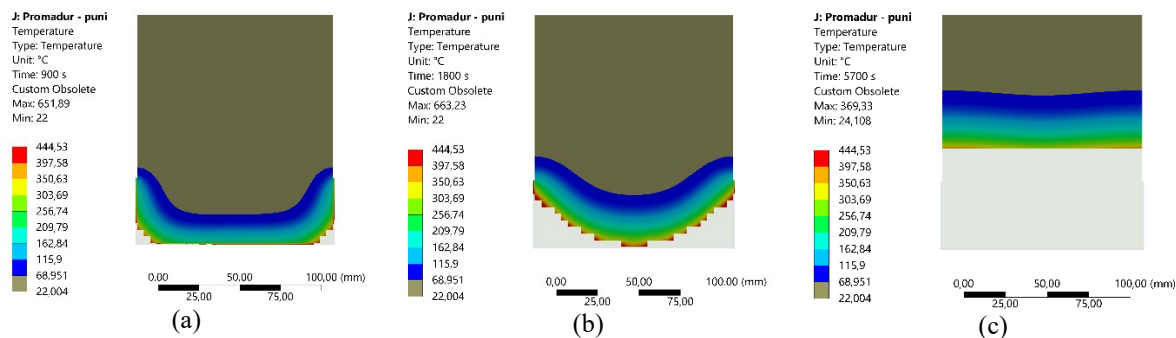 J: Promadur - puni
Temperature
Type: Temperature
Unit: °C
Time: 900 s
Custom Obsolete
Max: 651,89
Min: 22
444,53
397,58
350,63
303,69
256,74
209,79
162,84
115,9
68,951
22,004
0,00 50,00 100,00 (mm)
25,00 75,00
(a)
J: Promadur - puni
Temperature
Type: Temperature
Unit: °C
Time: 1800 s
Custom Obsolete
Max: 663,23
Min: 22
444,53
397,58
350,63
303,69
256,74
209,79
162,84
115,9
68,951
22,004
0,00 50,00 100,00 (mm)
25,00 75,00
(b)
J: Promadur - puni
Temperature
Type: Temperature
Unit: °C
Time: 5700 s
Custom Obsolete
Max: 369,33
Min: 24,108
444,53
397,58
350,63
303,69
256,74
209,79
162,84
115,9
68,951
22,004
0,00 50,00 100,00 (mm)
25,00 75,00
(c)